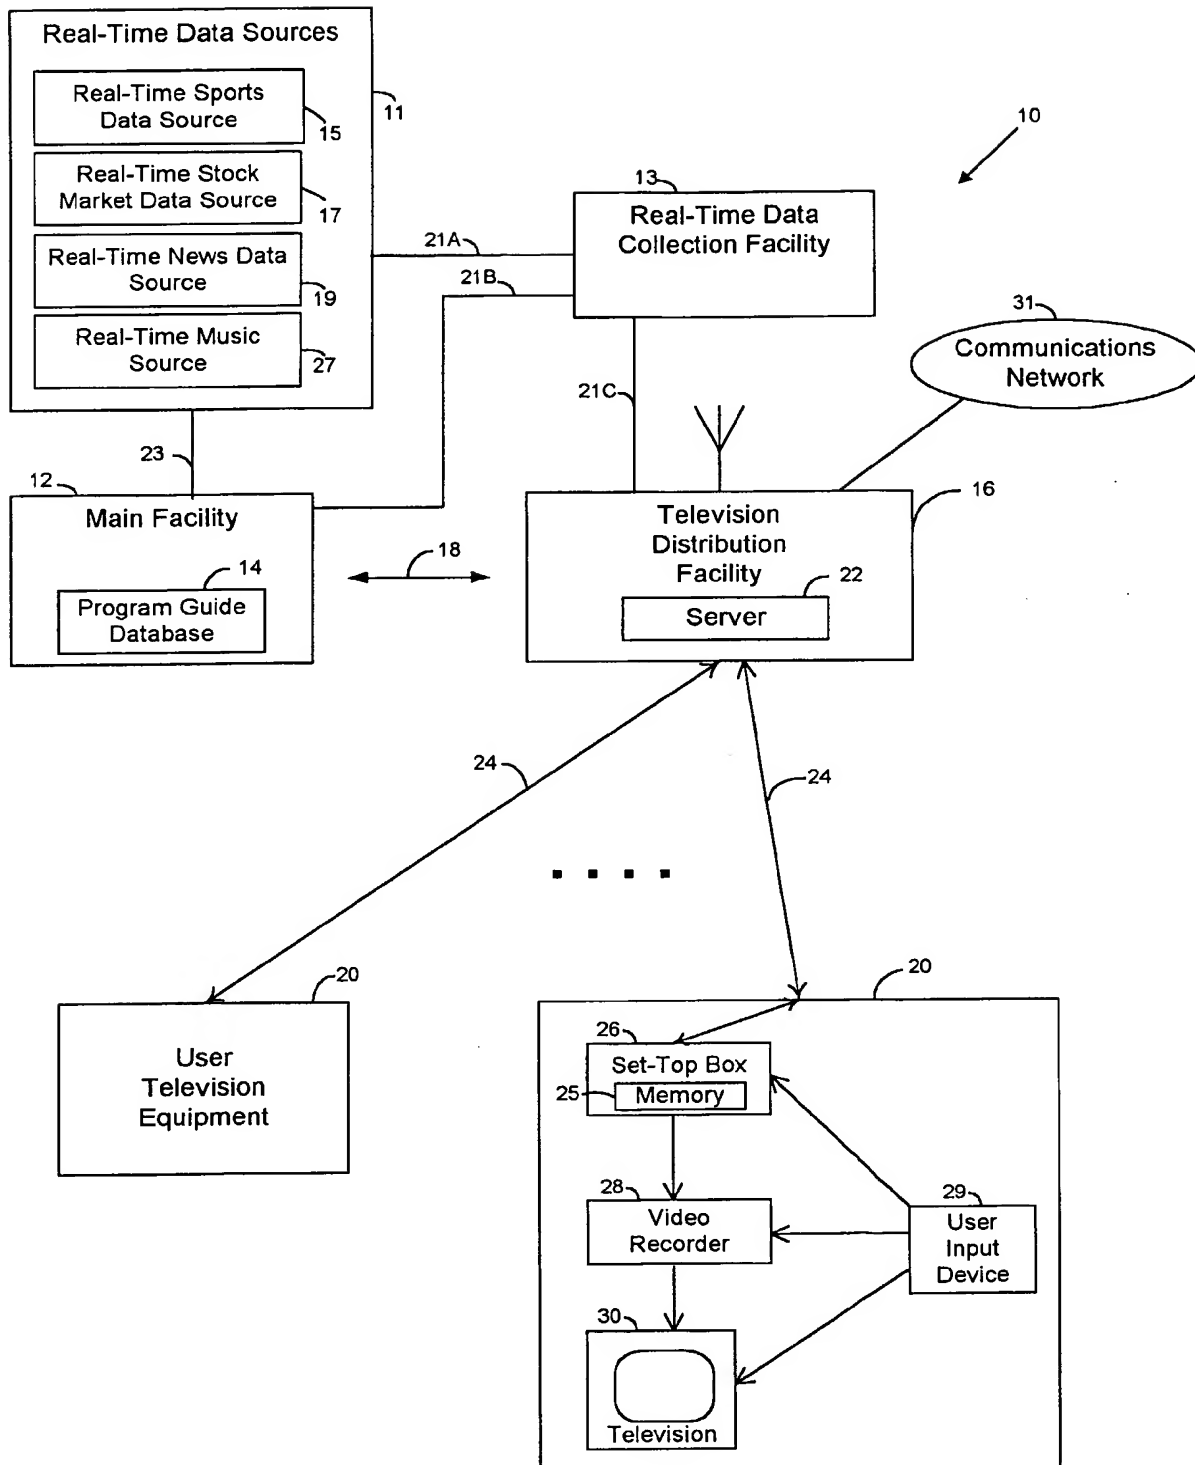 Real-Time Data Sources
Real-Time Sports
Data Source
15
11
Real-Time Stock
Market Data Source
17
Real-Time News Data
Source
19
Real-Time Music
Source
27
10
13
Real-Time Data
Collection Facility
21A
21B
21C
31
Communications
Network
23
12
Main Facility
14
Program Guide
Database
18
16
Television
Distribution
Facility
22
Server
24
24
20
User
Television
Equipment
20
26
Set-Top Box
25
Memory
28
Video
Recorder
29
User
Input
Device
30
Television